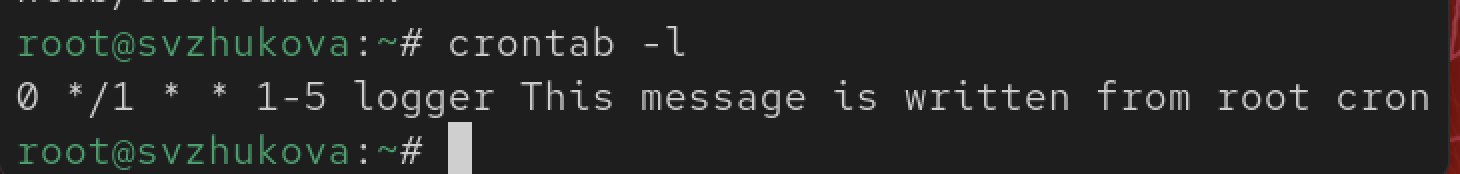 root@svzhukova:~# crontab -l
0 */1 * * 1-5 logger This message is written from root cron
root@svzhukova:~#